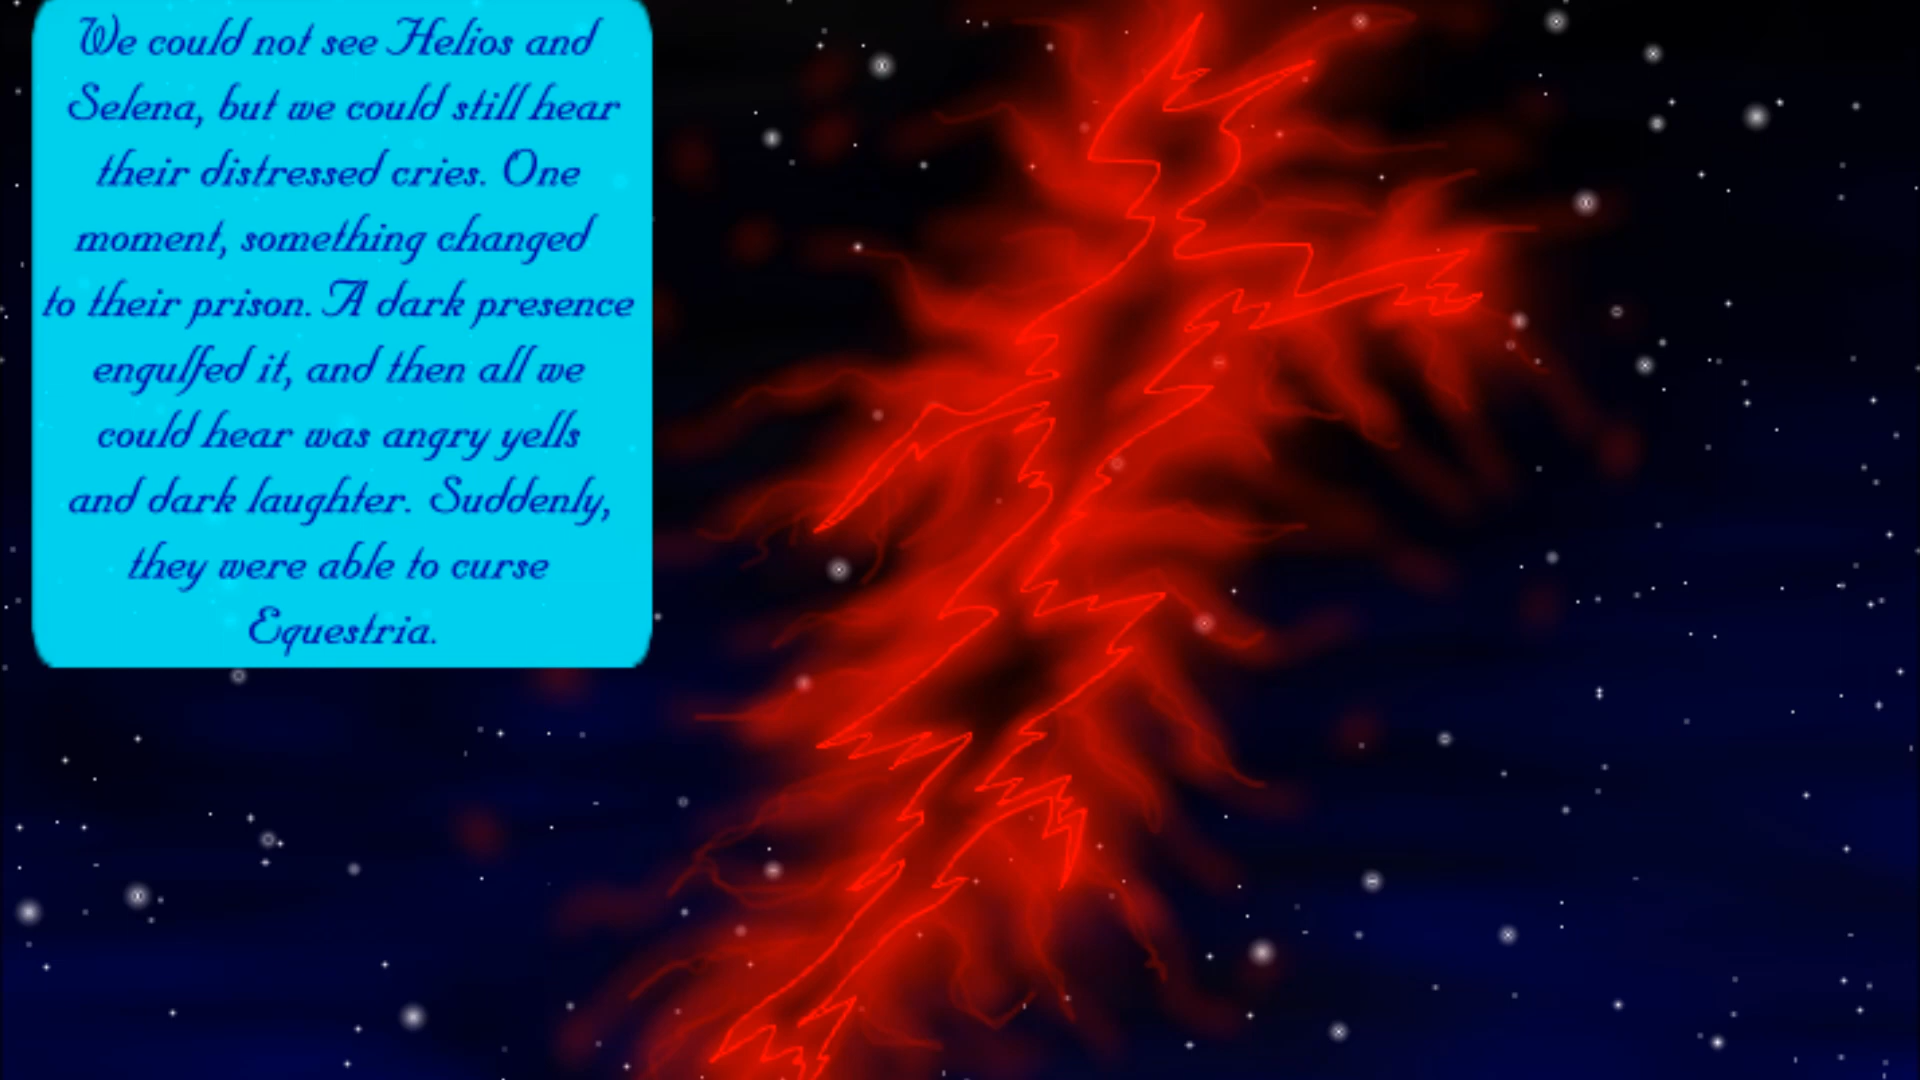 We could not see Helios and
Selena, but we could still hear
their distressed cries. One
moment, something changed
to their prison. A dark presence
engulfed it, and then all we
could hear was angry yells
and dark laughter. Suddenly,
they were able to curse
Equestria.